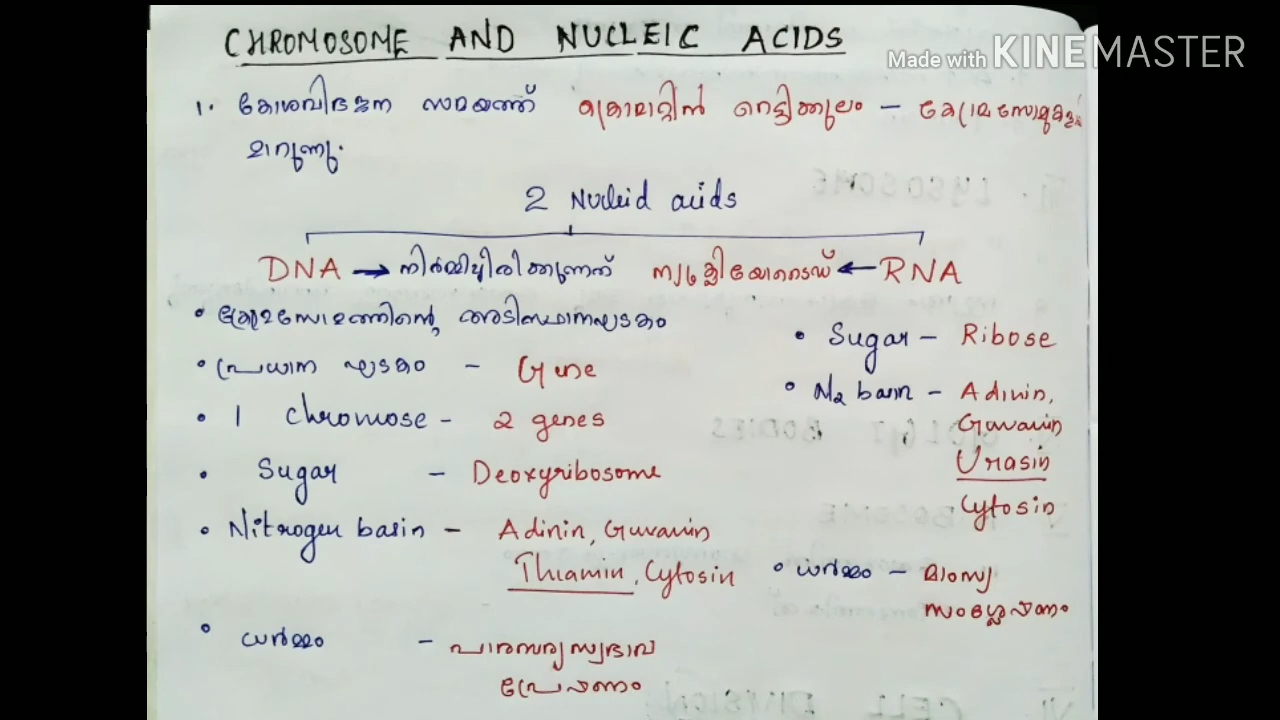 CHROMOSOME AND NUCLEIC ACIDS
Made with KINEMASTER
1. കോശവിഭജന സമയത്ത് ക്രൊമാറ്റിൻ റെട്ടിക്കുലം – ക്രോമസോമുകളായി
മാറുന്നു.
2 Nucleid acids
DNA → നിർമ്മിച്ചിരിക്കുന്നത് ന്യൂക്ലിയോടൈഡ് ← RNA
• ക്രോമസോമത്തിന്റെ അടിസ്ഥാനഘടകം
• പ്രധാന ഘടകം – Gene
• 1 Chromose – 2 genes
• Sugar – Deoxyribosome
• Nitrogen basin – Adinin, Guvanin
Thiamin, Cytosin
• ധർമ്മം – പാരമ്പര്യസ്വഭാവ
പ്രേഷണം
• Sugar – Ribose
• N2 basin – Adinin,
Guvanin
Urasin
Cytosin
• ധർമ്മം – മാംസ്യ
സംശ്ലേഷണം